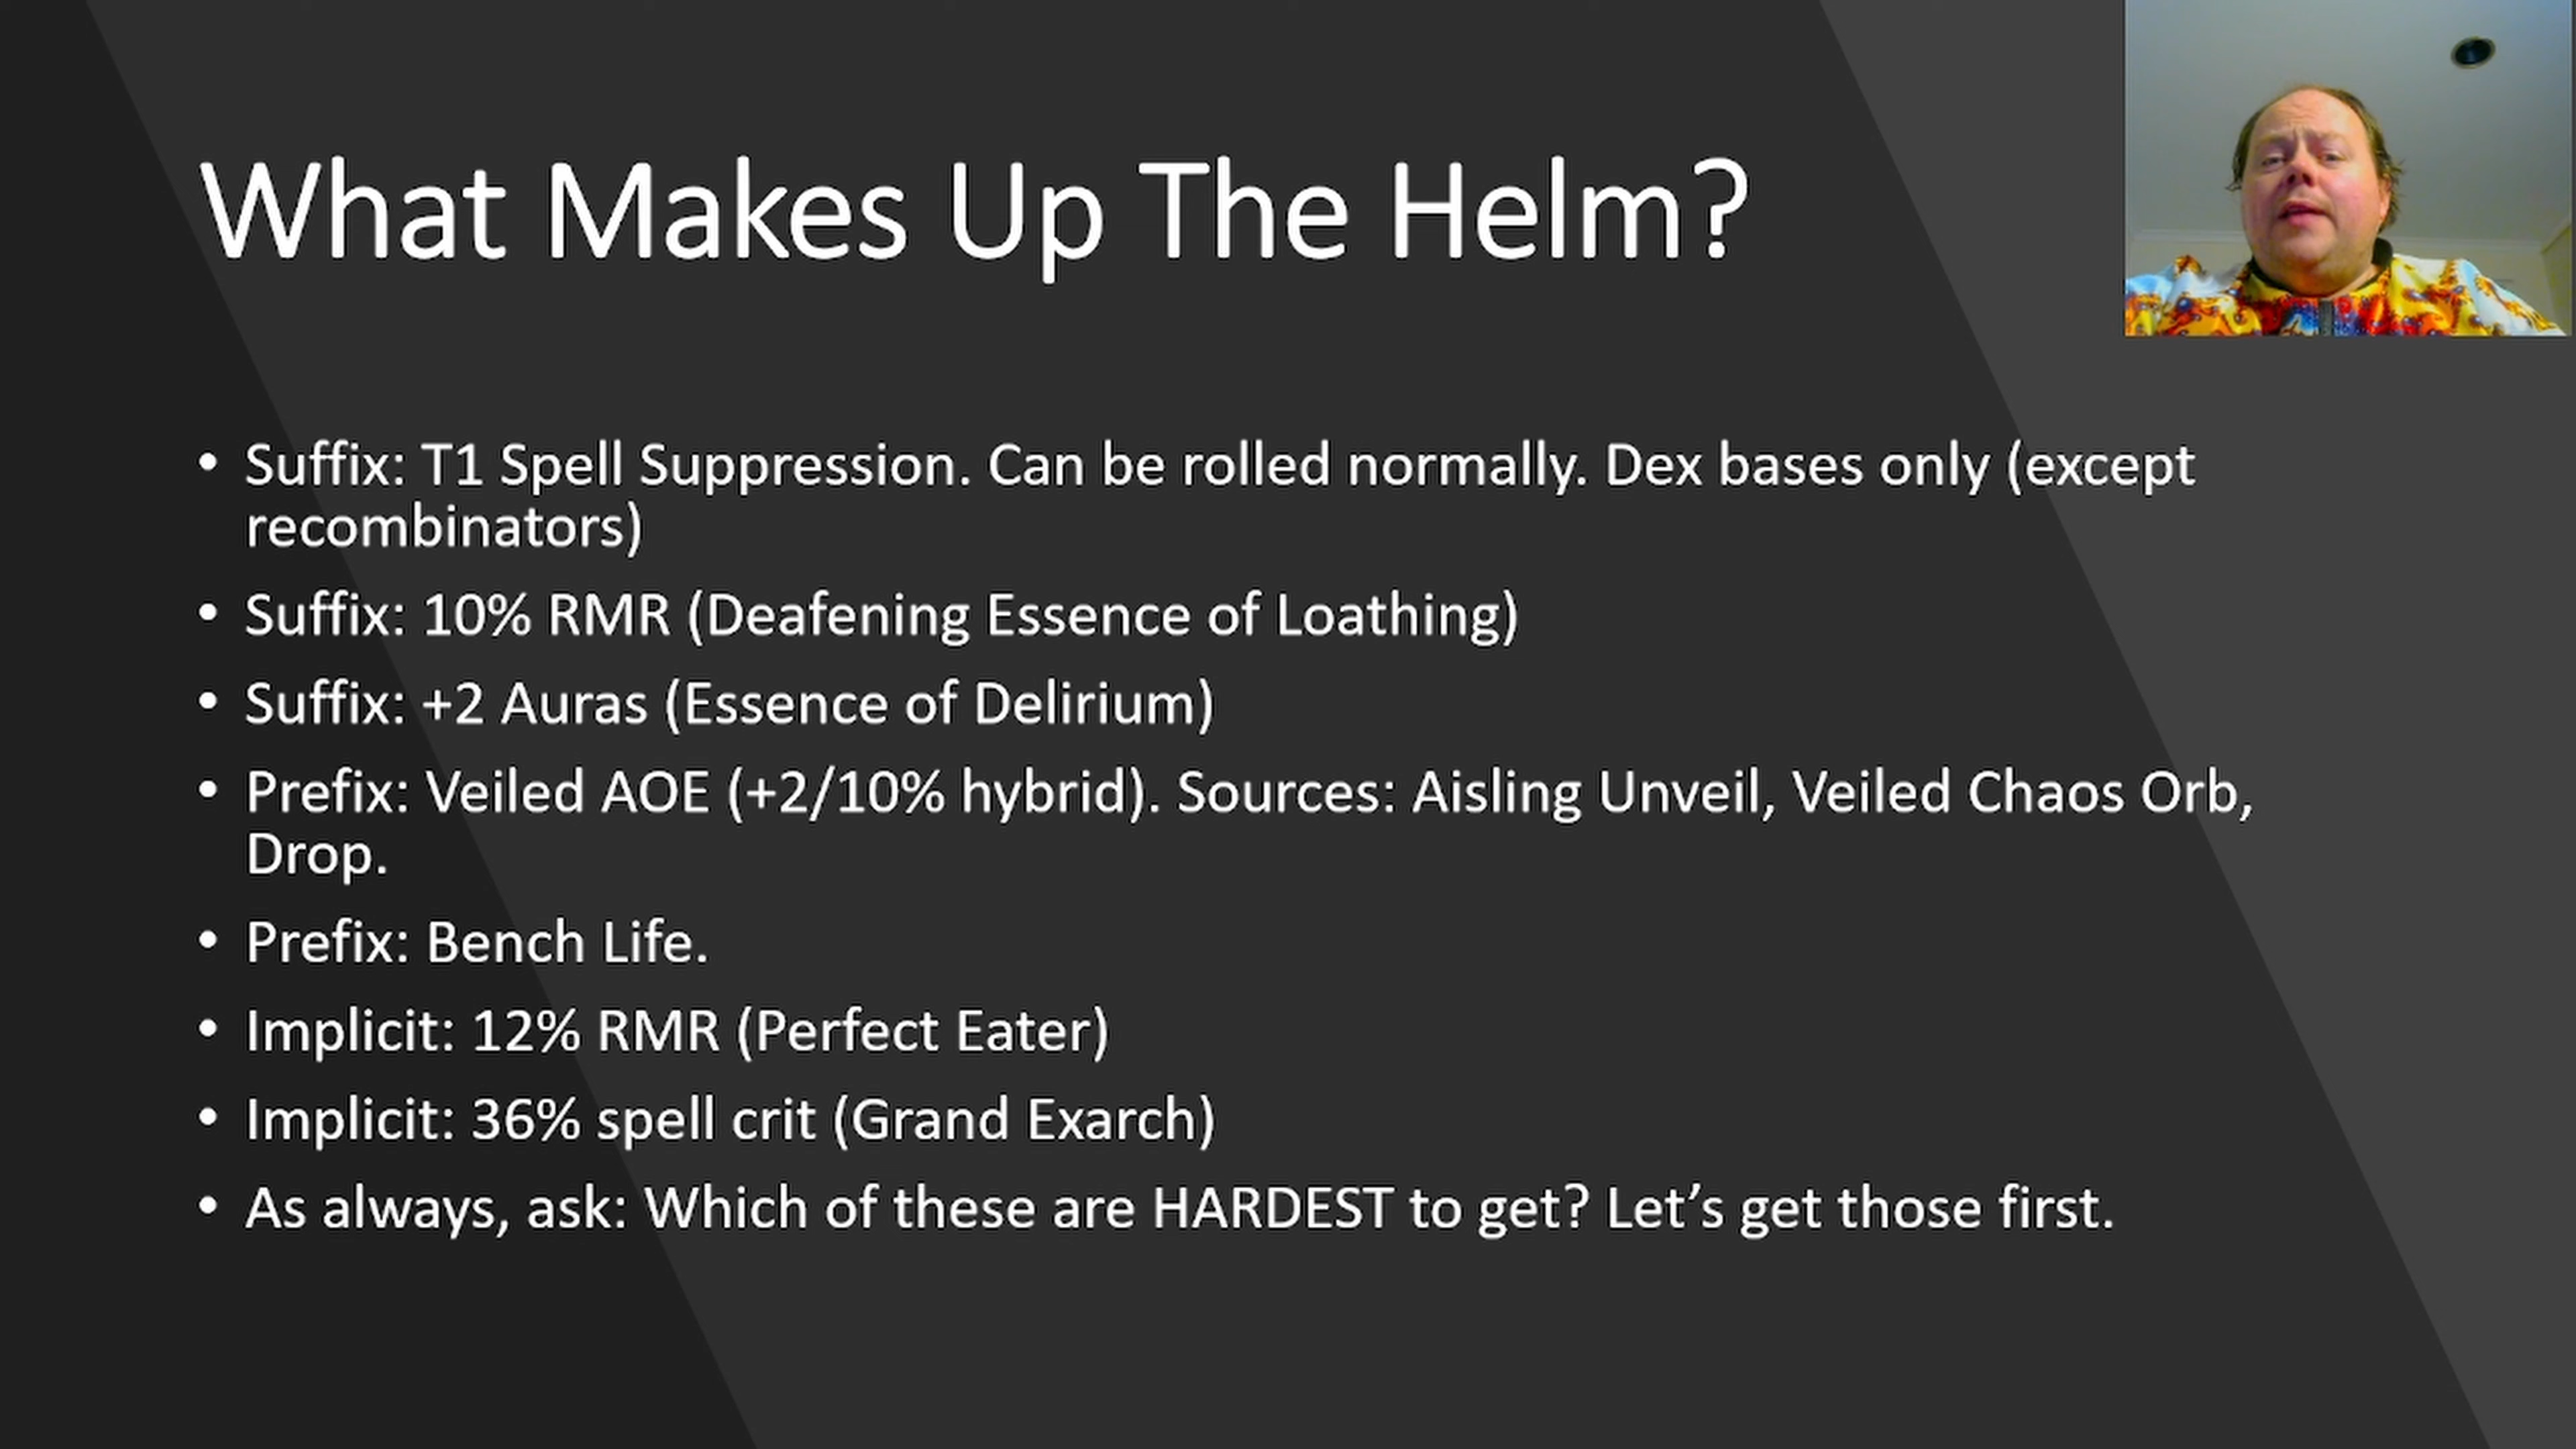 What Makes Up The Helm?
• Suffix: T1 Spell Suppression. Can be rolled normally. Dex bases only (except
recombinators)
• Suffix: 10% RMR (Deafening Essence of Loathing)
• Suffix: +2 Auras (Essence of Delirium)
• Prefix: Veiled AOE (+2/10% hybrid). Sources: Aisling Unveil, Veiled Chaos Orb,
Drop.
• Prefix: Bench Life.
• Implicit: 12% RMR (Perfect Eater)
• Implicit: 36% spell crit (Grand Exarch)
• As always, ask: Which of these are HARDEST to get? Let’s get those first.